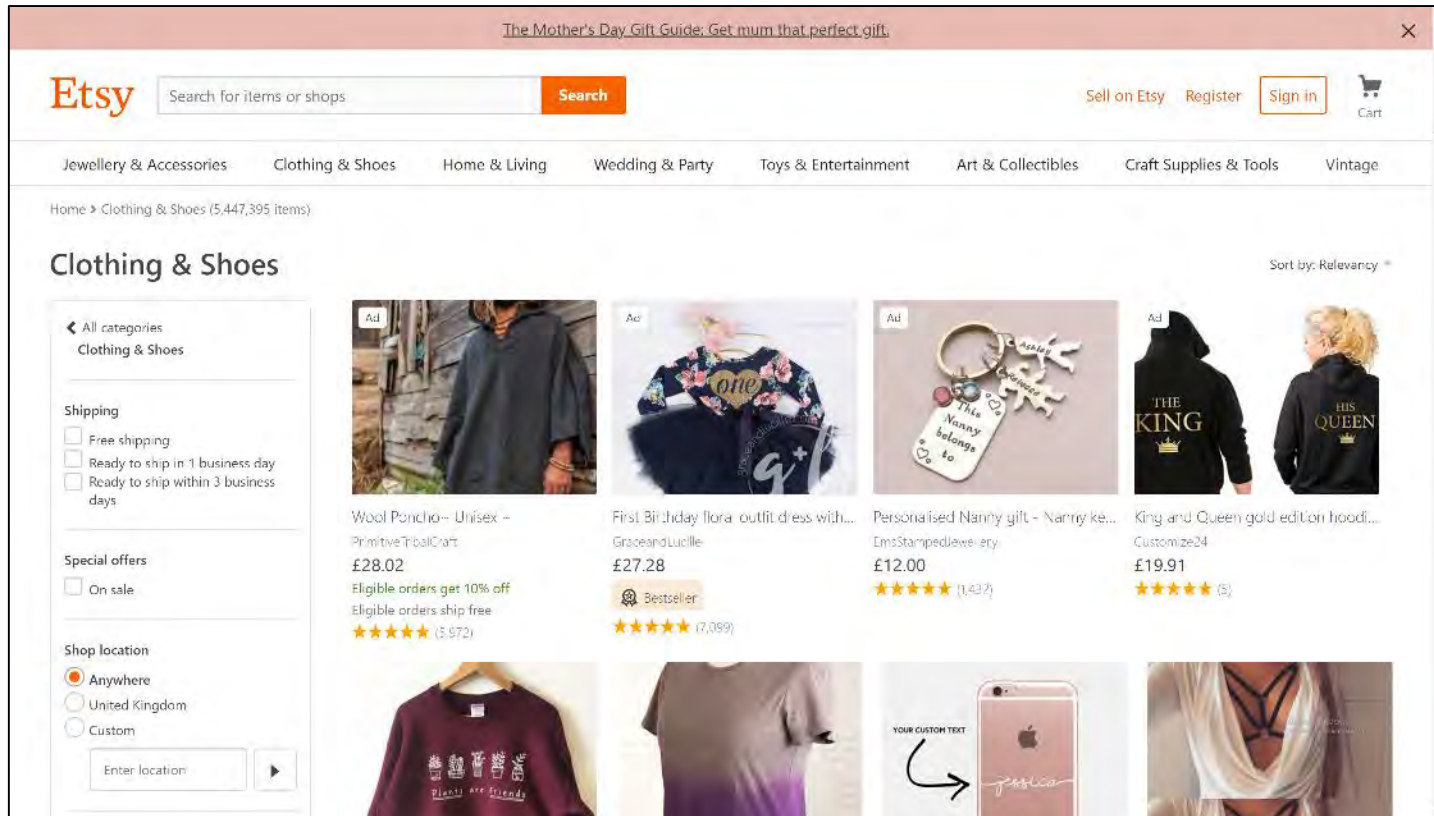 The Mother's Day Gift Guide: Get mum that perfect gift.
Etsy
Search for items or shops
Search
Sell on Etsy
Register
Sign in
Cart
Jewellery & Accessories
Clothing & Shoes
Home & Living
Wedding & Party
Toys & Entertainment
Art & Collectibles
Craft Supplies & Tools
Vintage
Home > Clothing & Shoes (5,447,395 items)
Clothing & Shoes
Sort by: Relevancy
All categories
Clothing & Shoes
Shipping
Free shipping
Ready to ship in 1 business day
Ready to ship within 3 business
days
Special offers
On sale
Shop location
Anywhere
United Kingdom
Custom
Enter location
Ad
Wool Poncho~ Unisex ~
PrimitiveTribalCraft
£28.02
Eligible orders get 10% off
Eligible orders ship free
(5,972)
Ad
one
g+l
First Birthday floral outfit dress with...
GraceandLucille
£27.28
Bestseller
(7,099)
Ad
Ashley
Rebecca
This
Nanny
belongs
to
Personalised Nanny gift - Nanny ke...
EmsStampedJewellery
£12.00
(1,437)
Ad
THE
KING
HIS
QUEEN
King and Queen gold edition hoodi...
Customize24
£19.91
(5)
Plants are friends
YOUR CUSTOM TEXT
jessica